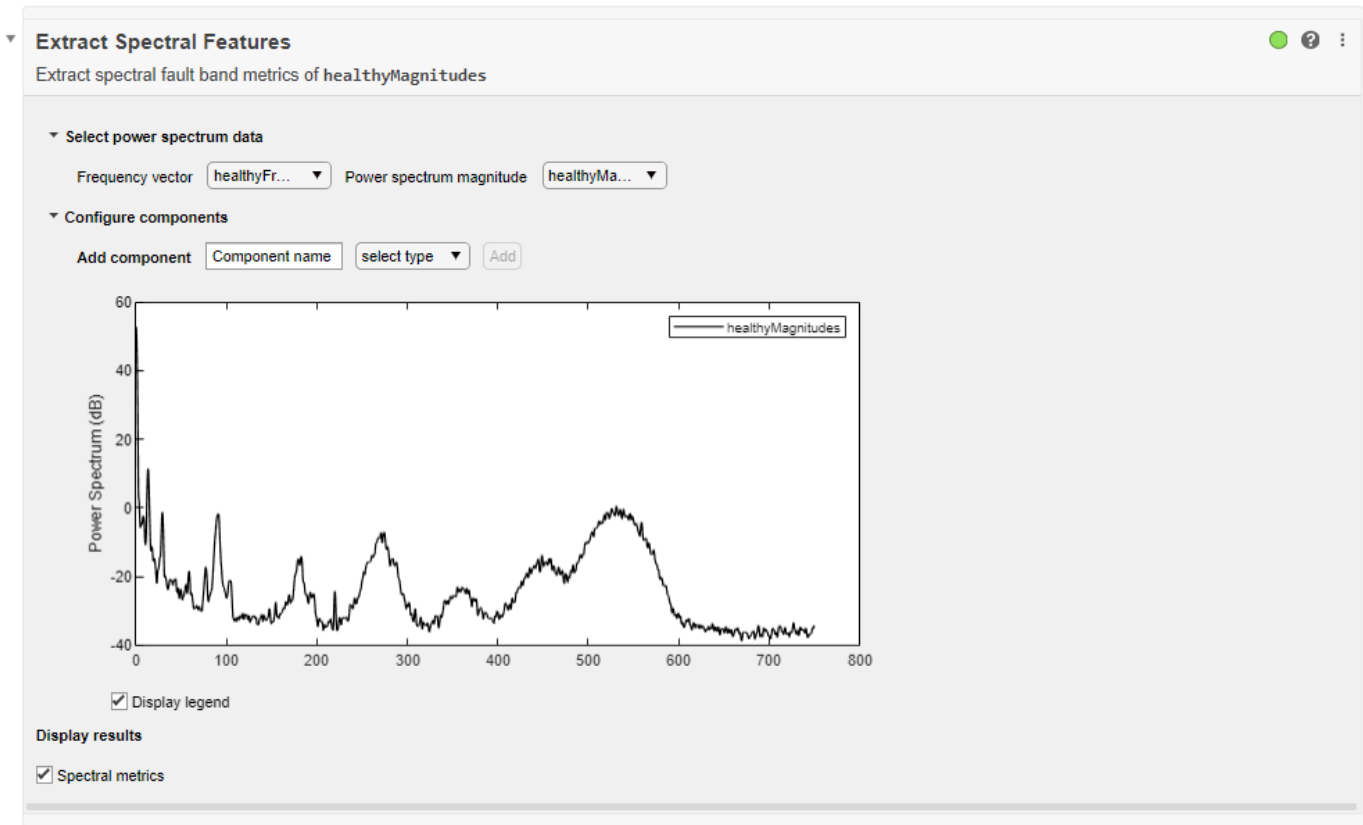 Extract Spectral Features
Extract spectral fault band metrics of healthyMagnitudes
Select power spectrum data
Frequency vector healthyFr... Power spectrum magnitude healthyMa...
Configure components
Add component Component name select type Add
60
40
20
0
-20
-40
Power Spectrum (dB)
healthyMagnitudes
0 100 200 300 400 500 600 700 800
Display legend
Display results
Spectral metrics